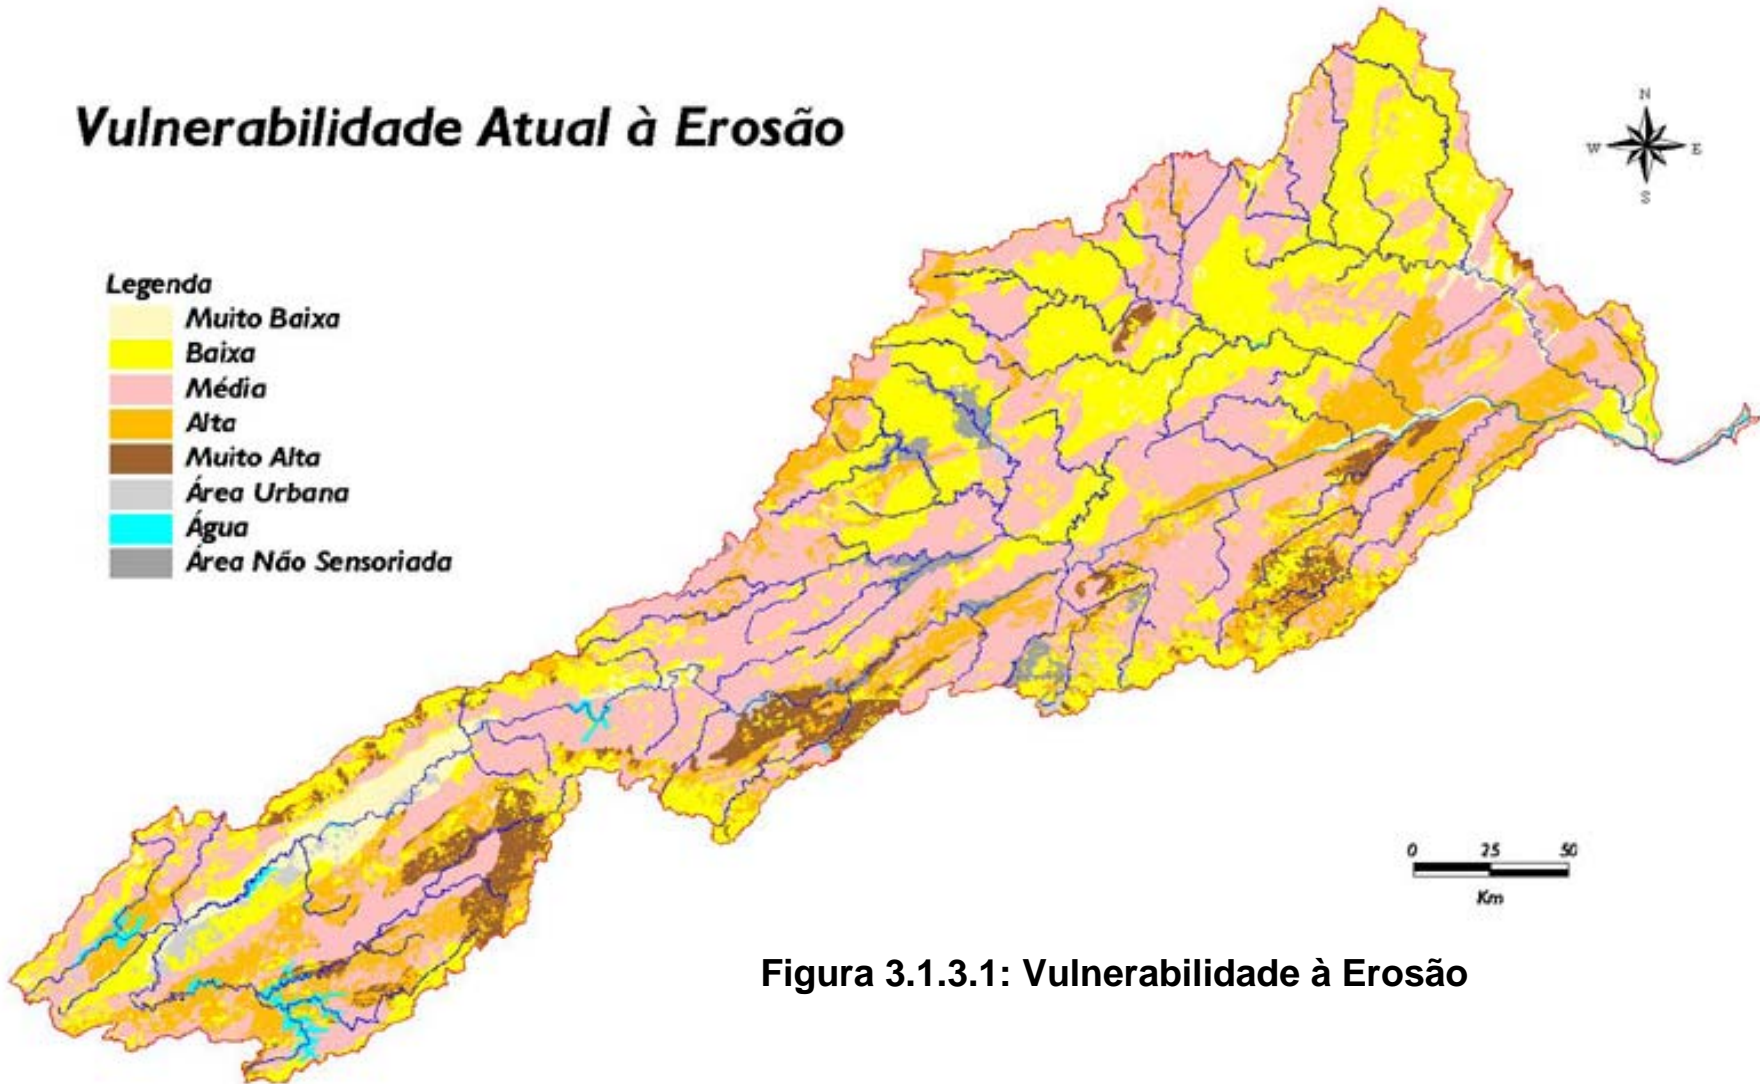 Vulnerabilidade Atual à Erosão
N
W E
S
Legenda
Muito Baixa
Baixa
Média
Alta
Muito Alta
Área Urbana
Água
Área Não Sensoriada
0 25 50
Km
Figura 3.1.3.1: Vulnerabilidade à Erosão